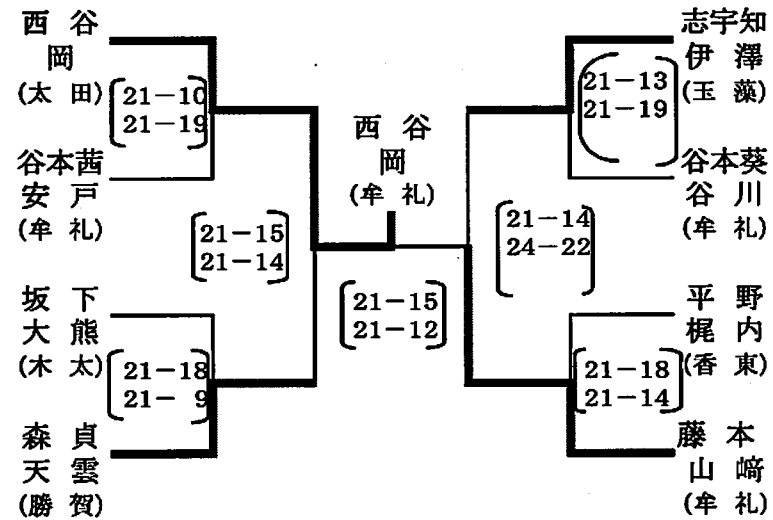 西 谷
岡
(太 田)
21-10
21-19
谷本茜
安 戸
(牟 礼)
21-15
21-14
坂 下
大 熊
(木 太)
21-18
21- 9
森 貞
天 雲
(勝 賀)
西 谷
岡
(牟 礼)
21-15
21-12
志宇知
伊 澤
(玉 藻)
21-13
21-19
谷本葵
谷 川
(牟 礼)
21-14
24-22
平 野
梶 内
(香 東)
21-18
21-14
藤 本
山 﨑
(牟 礼)